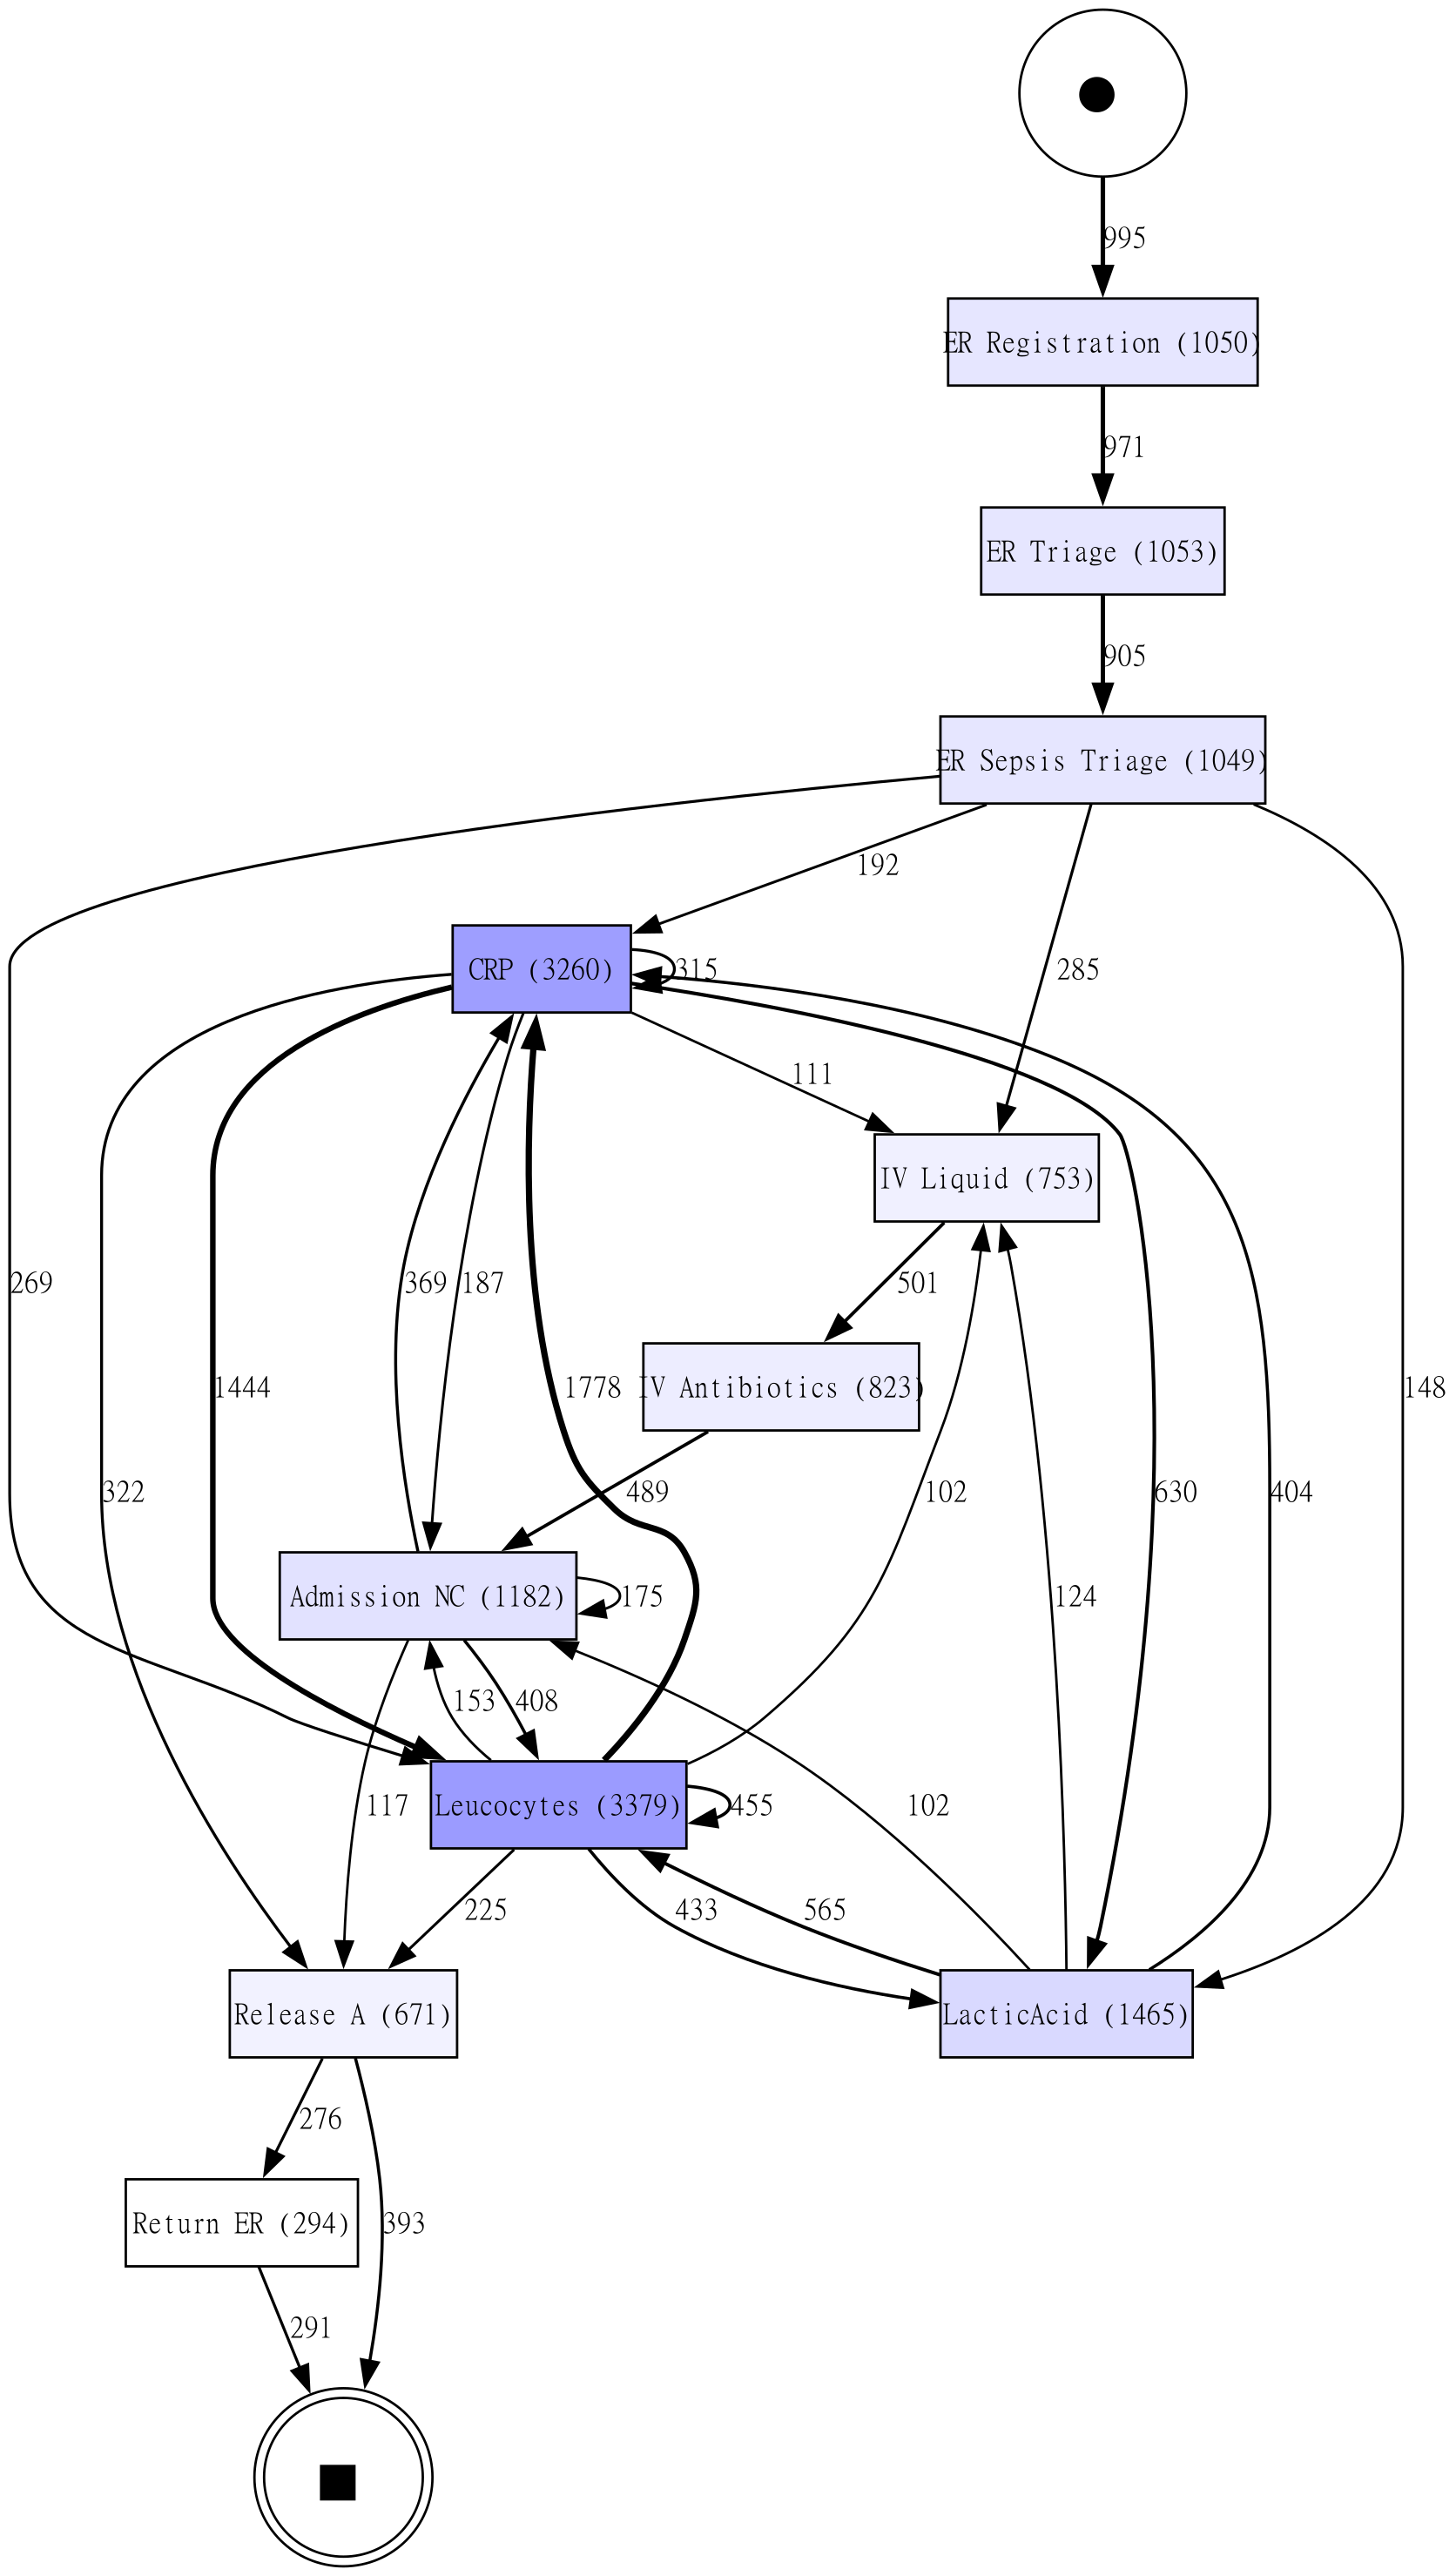 995
ER Registration (1050)
971
ER Triage (1053)
905
ER Sepsis Triage (1049)
192
CRP (3260)
315
285
111
IV Liquid (753)
269
369
187
501
1444
1778
IV Antibiotics (823)
148
322
489
102
630
404
Admission NC (1182)
175
124
153
408
117
Leucocytes (3379)
455
102
225
433
565
Release A (671)
LacticAcid (1465)
276
Return ER (294)
393
291